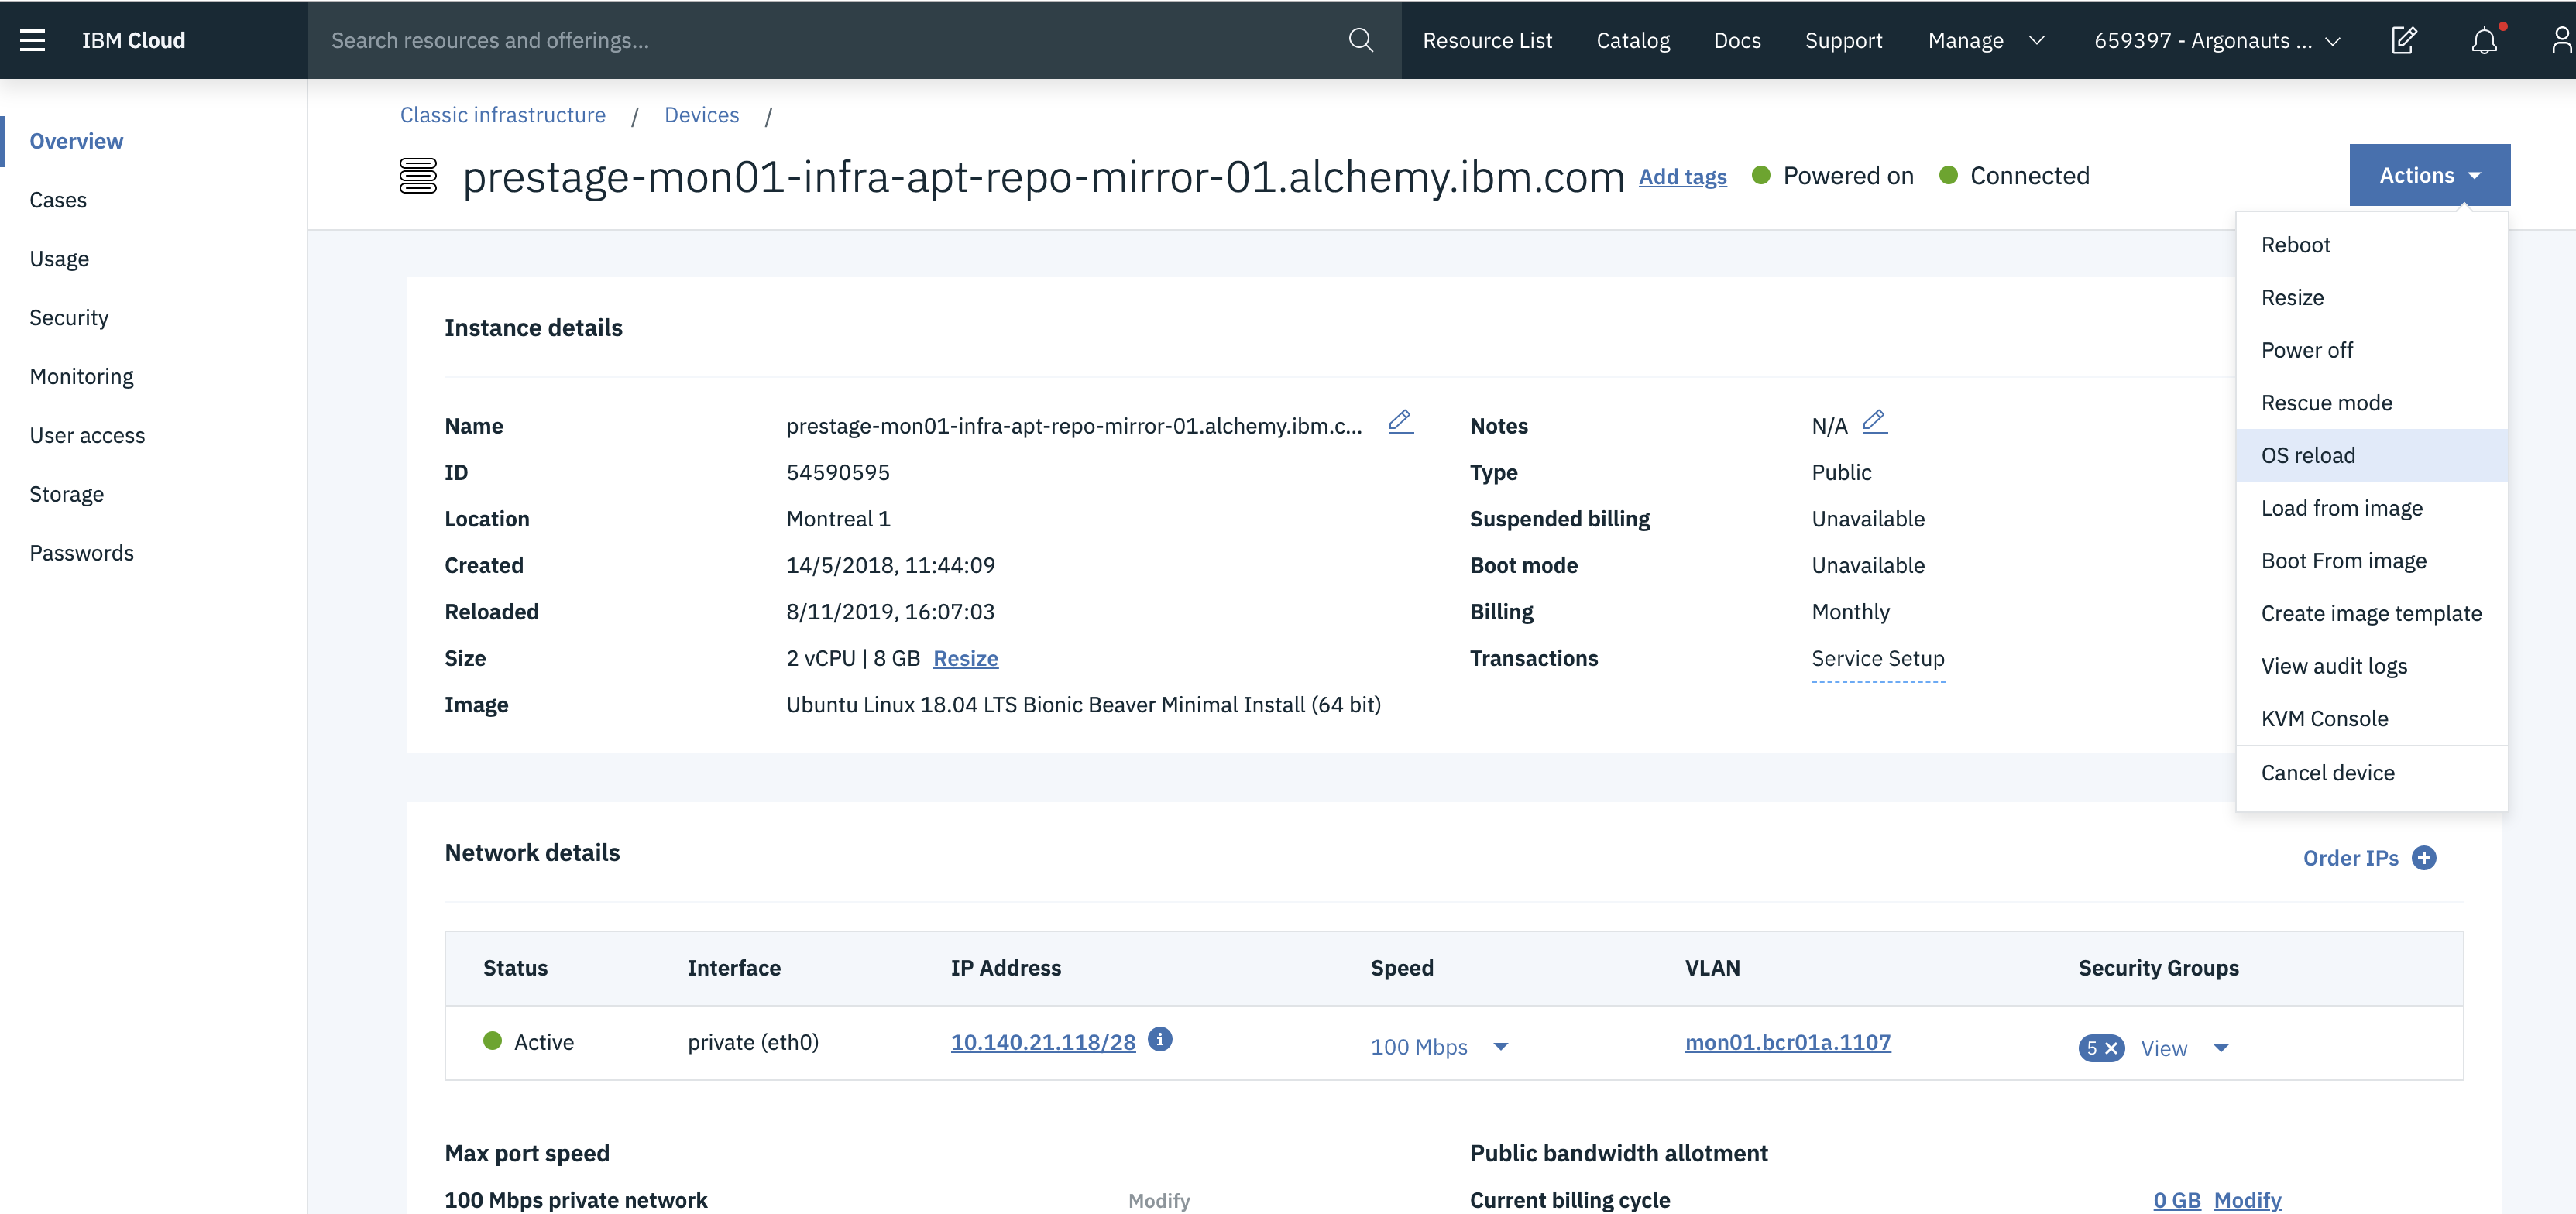 IBM Cloud
Search resources and offerings...
Resource List
Catalog
Docs
Support
Manage
659397 - Argonauts ...
Overview
Cases
Usage
Security
Monitoring
User access
Storage
Passwords
Classic infrastructure / Devices /
prestage-mon01-infra-apt-repo-mirror-01.alchemy.ibm.com Add tags Powered on Connected
Actions
Reboot
Resize
Power off
Rescue mode
OS reload
Load from image
Boot From image
Create image template
View audit logs
KVM Console
Cancel device
Instance details
Name prestage-mon01-infra-apt-repo-mirror-01.alchemy.ibm.c...
ID 54590595
Location Montreal 1
Created 14/5/2018, 11:44:09
Reloaded 8/11/2019, 16:07:03
Size 2 vCPU | 8 GB Resize
Image Ubuntu Linux 18.04 LTS Bionic Beaver Minimal Install (64 bit)
Notes N/A
Type Public
Suspended billing Unavailable
Boot mode Unavailable
Billing Monthly
Transactions Service Setup
Network details
Order IPs
Status Interface IP Address Speed VLAN Security Groups
Active private (eth0) 10.140.21.118/28 100 Mbps mon01.bcr01a.1107 5 View
Max port speed
100 Mbps private network Modify
Public bandwidth allotment
Current billing cycle 0 GB Modify